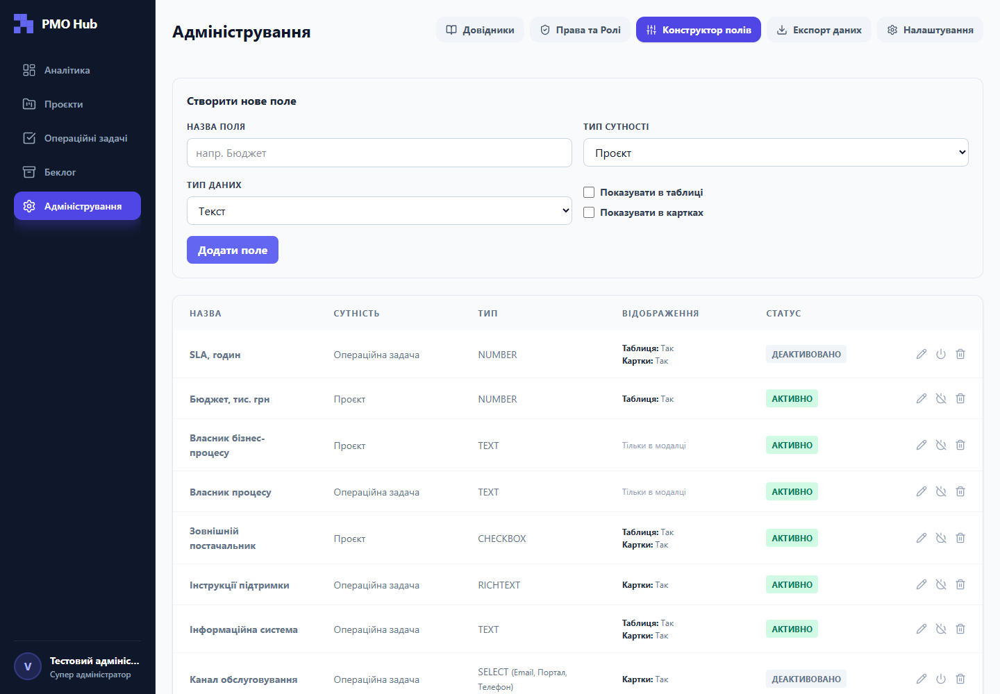 PMO Hub
Аналітика
Проєкти
Операційні задачі
Беклог
Адміністрування
V
Тестовий адмініс...
Супер адміністратор
Адміністрування
Довідники
Права та Ролі
Конструктор полів
Експорт даних
Налаштування
Створити нове поле
НАЗВА ПОЛЯ
напр. Бюджет
ТИП СУТНОСТІ
Проєкт
ТИП ДАНИХ
Текст
Показувати в таблиці
Показувати в картках
Додати поле
НАЗВА СУТНІСТЬ ТИП ВІДОБРАЖЕННЯ СТАТУС
SLA, годин Операційна задача NUMBER Таблиця: Так
Картки: Так
ДЕАКТИВОВАНО
Бюджет, тис. грн Проєкт NUMBER Таблиця: Так АКТИВНО
Власник бізнес-
процесу
Проєкт TEXT Тільки в модалці АКТИВНО
Власник процесу Операційна задача TEXT Тільки в модалці АКТИВНО
Зовнішній
постачальник
Проєкт CHECKBOX Таблиця: Так
Картки: Так
АКТИВНО
Інструкції підтримки Операційна задача RICHTEXT Картки: Так АКТИВНО
Інформаційна система Операційна задача TEXT Таблиця: Так
Картки: Так
АКТИВНО
Канал обслуговування Операційна задача SELECT (Email, Портал,
Телефон)
Картки: Так ДЕАКТИВОВАНО